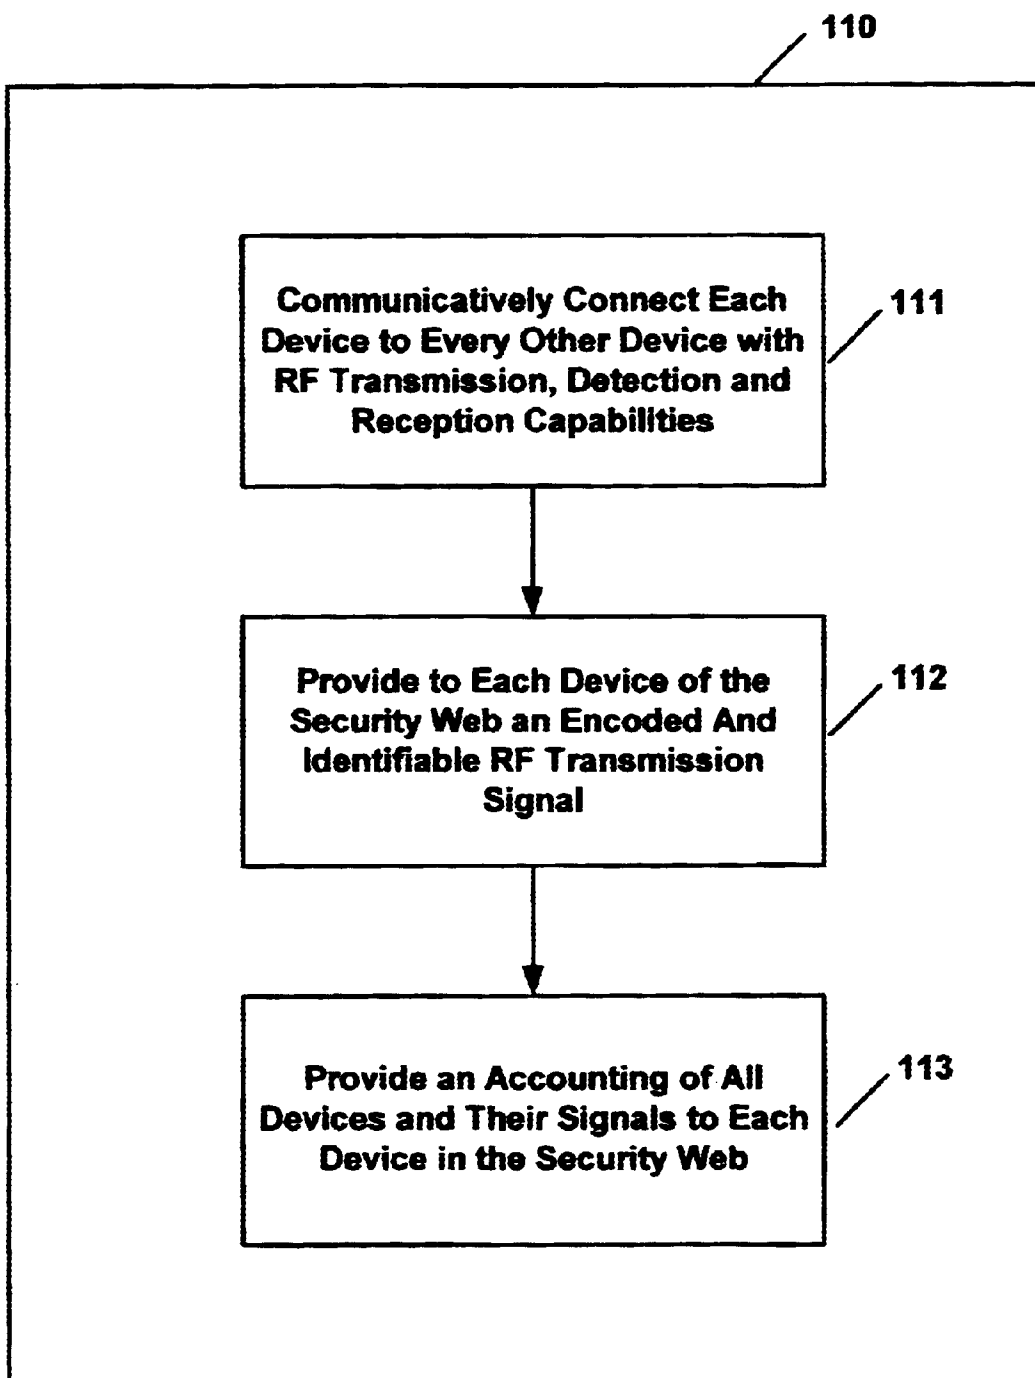 110
Communicatively Connect Each
Device to Every Other Device with
RF Transmission, Detection and
Reception Capabilities
111
Provide to Each Device of the
Security Web an Encoded And
Identifiable RF Transmission
Signal
112
Provide an Accounting of All
Devices and Their Signals to Each
Device in the Security Web
113